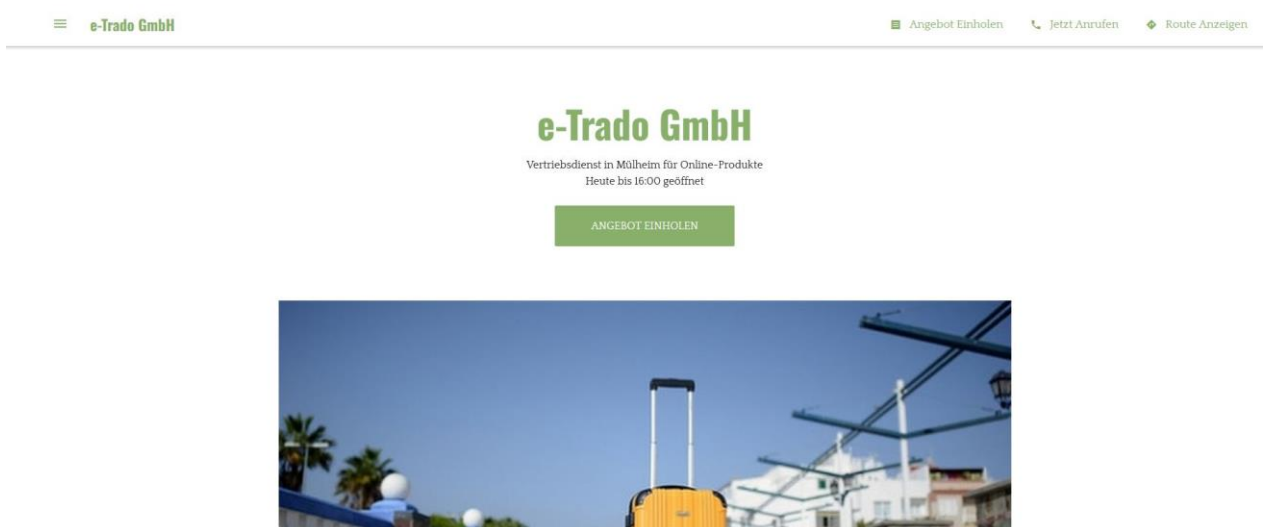 e-Trado GmbH
Angebot Einholen
Jetzt Anrufen
Route Anzeigen
e-Trado GmbH
Vertriebsdienst in Mülheim für Online-Produkte
Heute bis 16:00 geöffnet
ANGEBOT EINHOLEN